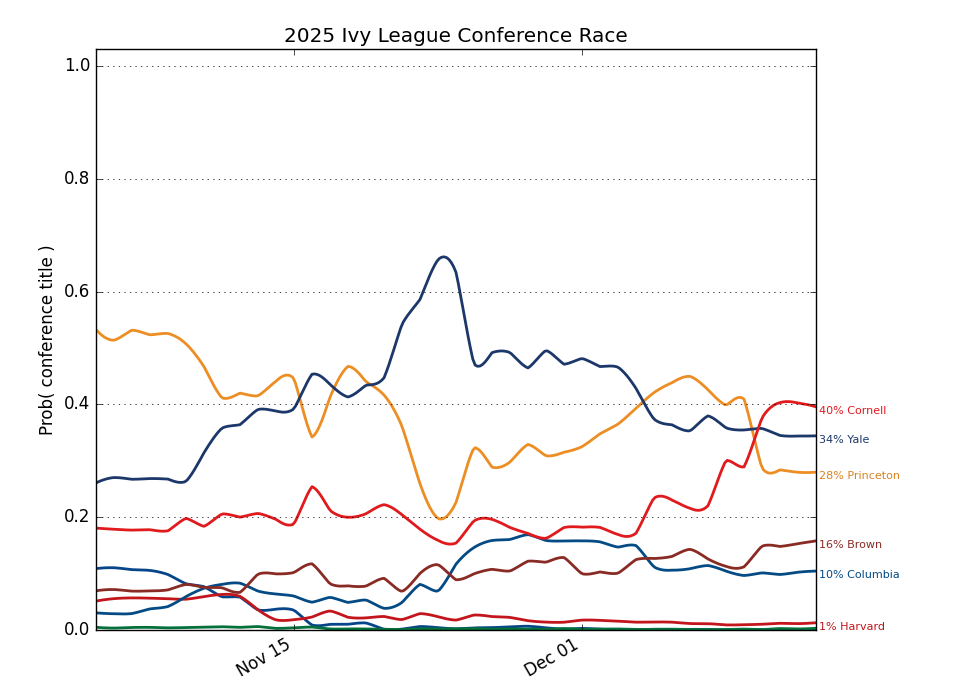 2025 Ivy League Conference Race
Prob( conference title )
1.0
0.8
0.6
0.4
0.2
0.0
Nov 15
Dec 01
40% Cornell
34% Yale
28% Princeton
16% Brown
10% Columbia
1% Harvard